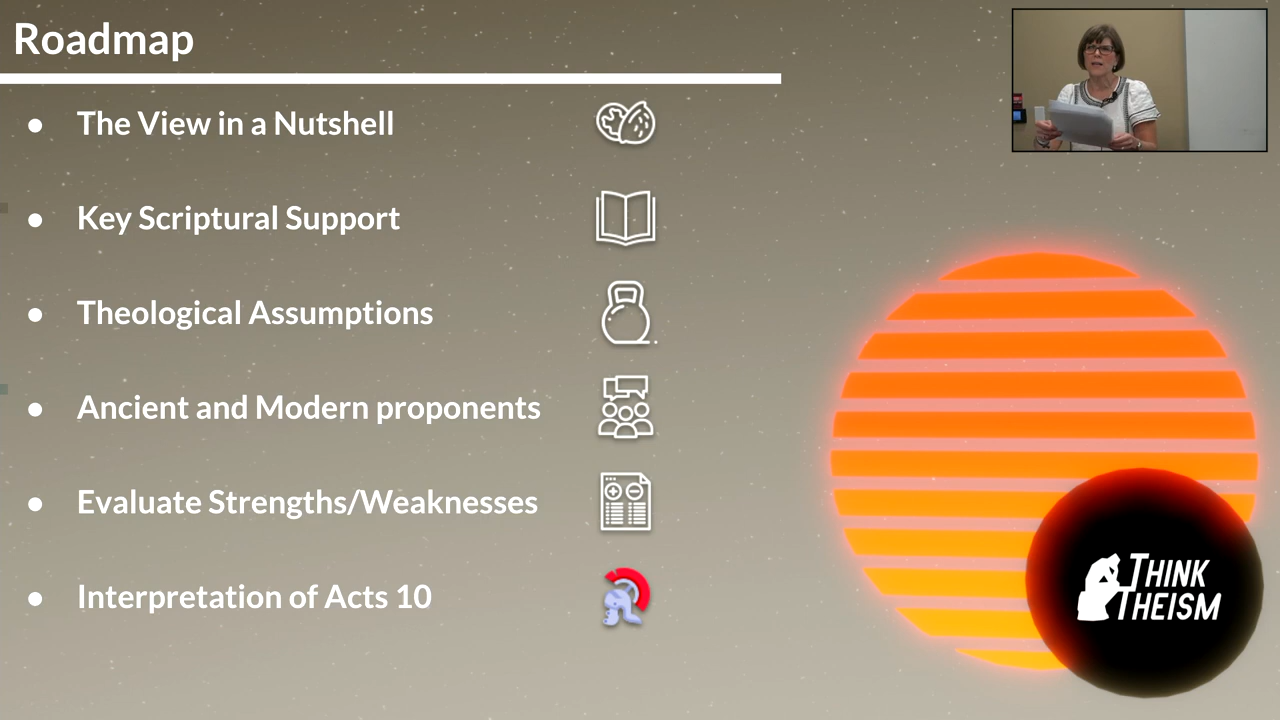 Roadmap
● The View in a Nutshell
● Key Scriptural Support
● Theological Assumptions
● Ancient and Modern proponents
● Evaluate Strengths/Weaknesses
● Interpretation of Acts 10
THINK
THEISM